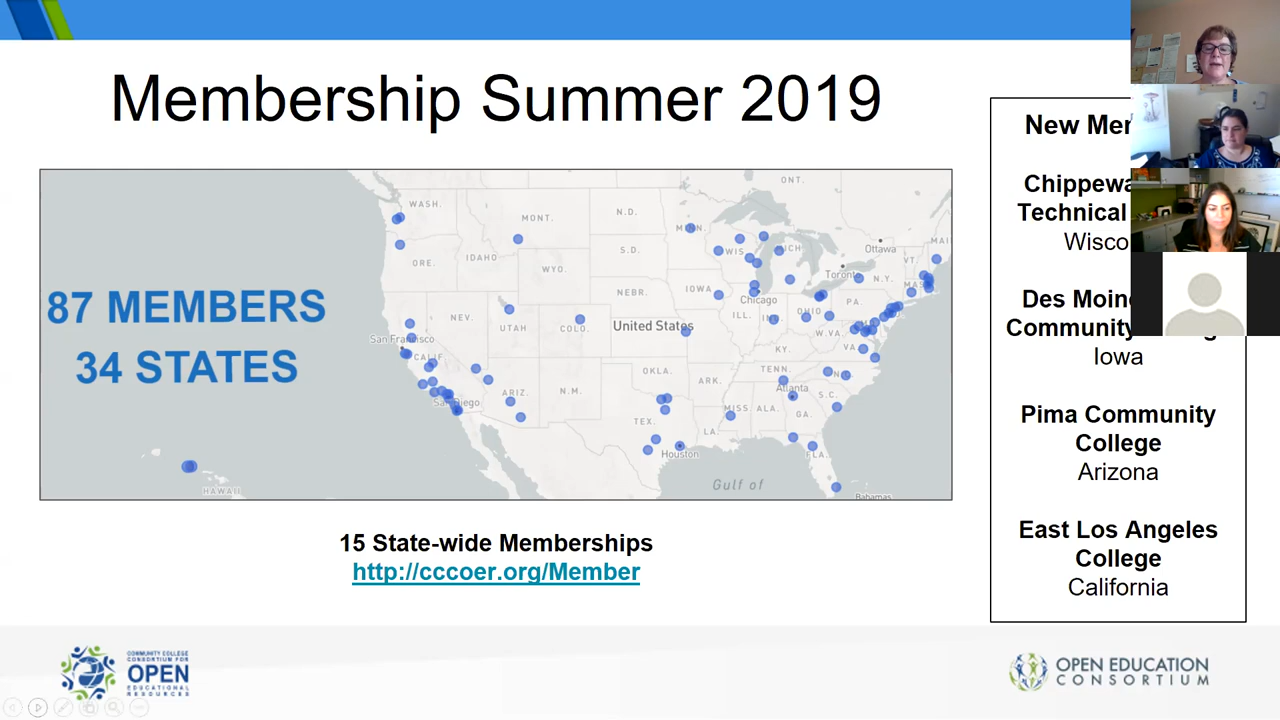 Membership Summer 2019
87 MEMBERS
34 STATES
WASH.
MONT.
N.D.
MINN.
ONT.
Ottawa
ORE.
IDAHO
S.D.
WIS.
MICH.
Toronto
VT.
WYO.
N.Y.
MASS.
NEBR.
IOWA
Chicago
PA.
NEV.
UTAH
COLO.
United States
ILL.
IND.
OHIO
W.VA.
San Francisco
CALIF.
KY.
VA.
San Diego
ARIZ.
N.M.
OKLA.
ARK.
TENN.
Atlanta
S.C.
MISS.
ALA.
GA.
TEX.
LA.
Houston
FLA.
Gulf of
Bahamas
HAWAII
15 State-wide Memberships
http://cccoer.org/Member
New
Chippewa
Technical
Des
Community
Iowa
Pima Community
College
Arizona
East Los Angeles
College
California
COMMUNITY COLLEGE
CONSORTIUM FOR
OPEN
EDUCATIONAL
RESOURCES
OPEN EDUCATION
CONSORTIUM